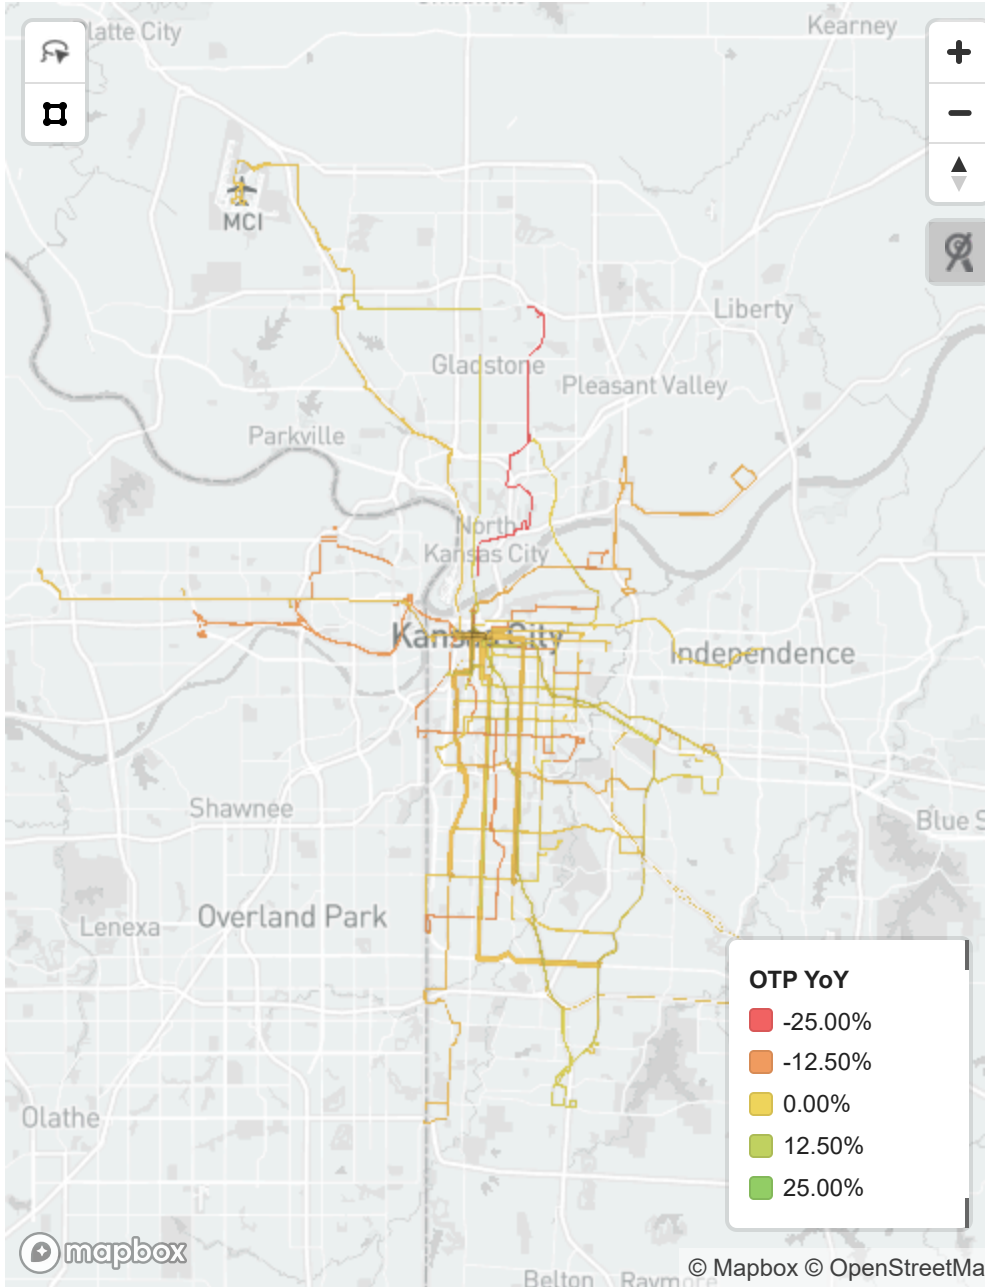 latte City
Kearney
MCI
Liberty
Gladstone
Pleasant Valley
Parkville
North
Kansas City
Kansas City
Independence
Shawnee
Blue S
Overland Park
Lenexa
OTP YoY
-25.00%
-12.50%
0.00%
12.50%
25.00%
Olathe
mapbox
© Mapbox © OpenStreetMa
Belton
Raymore